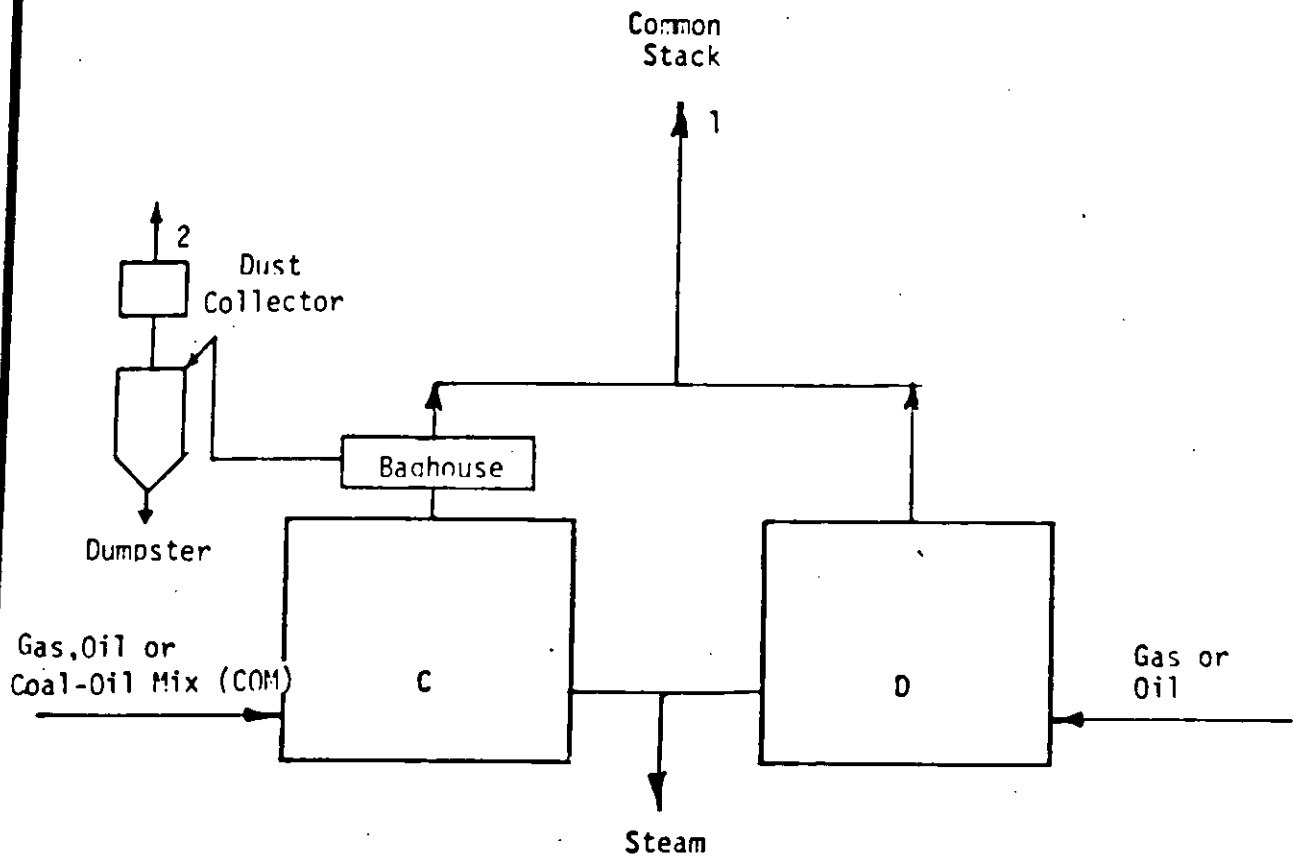 Common
Stack
1
2
Dust
Collector
Baghouse
Dumpster
Gas,Oil or
Coal-Oil Mix (COM)
C
D
Gas or
Oil
Steam